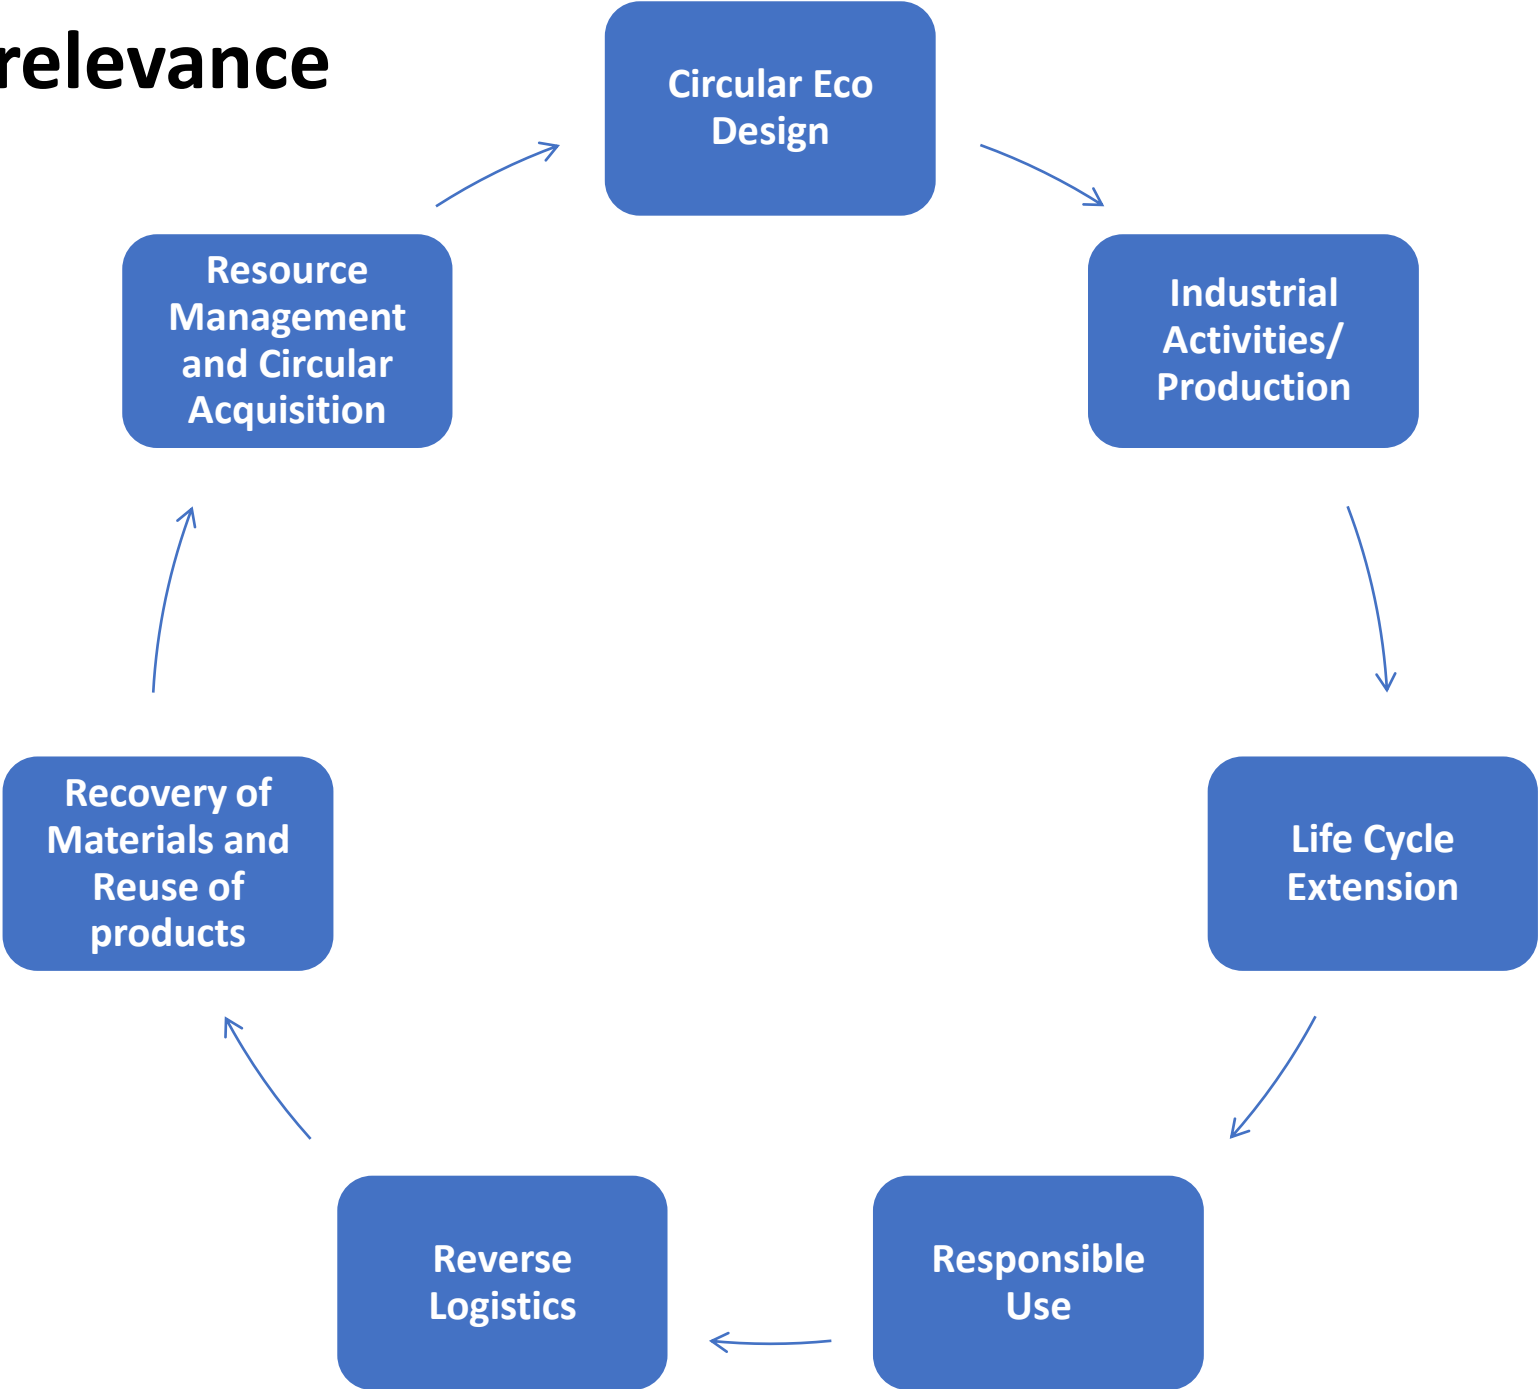 relevance
Circular Eco
Design
Industrial
Activities/
Production
Life Cycle
Extension
Responsible
Use
Reverse
Logistics
Recovery of
Materials and
Reuse of
products
Resource
Management
and Circular
Acquisition